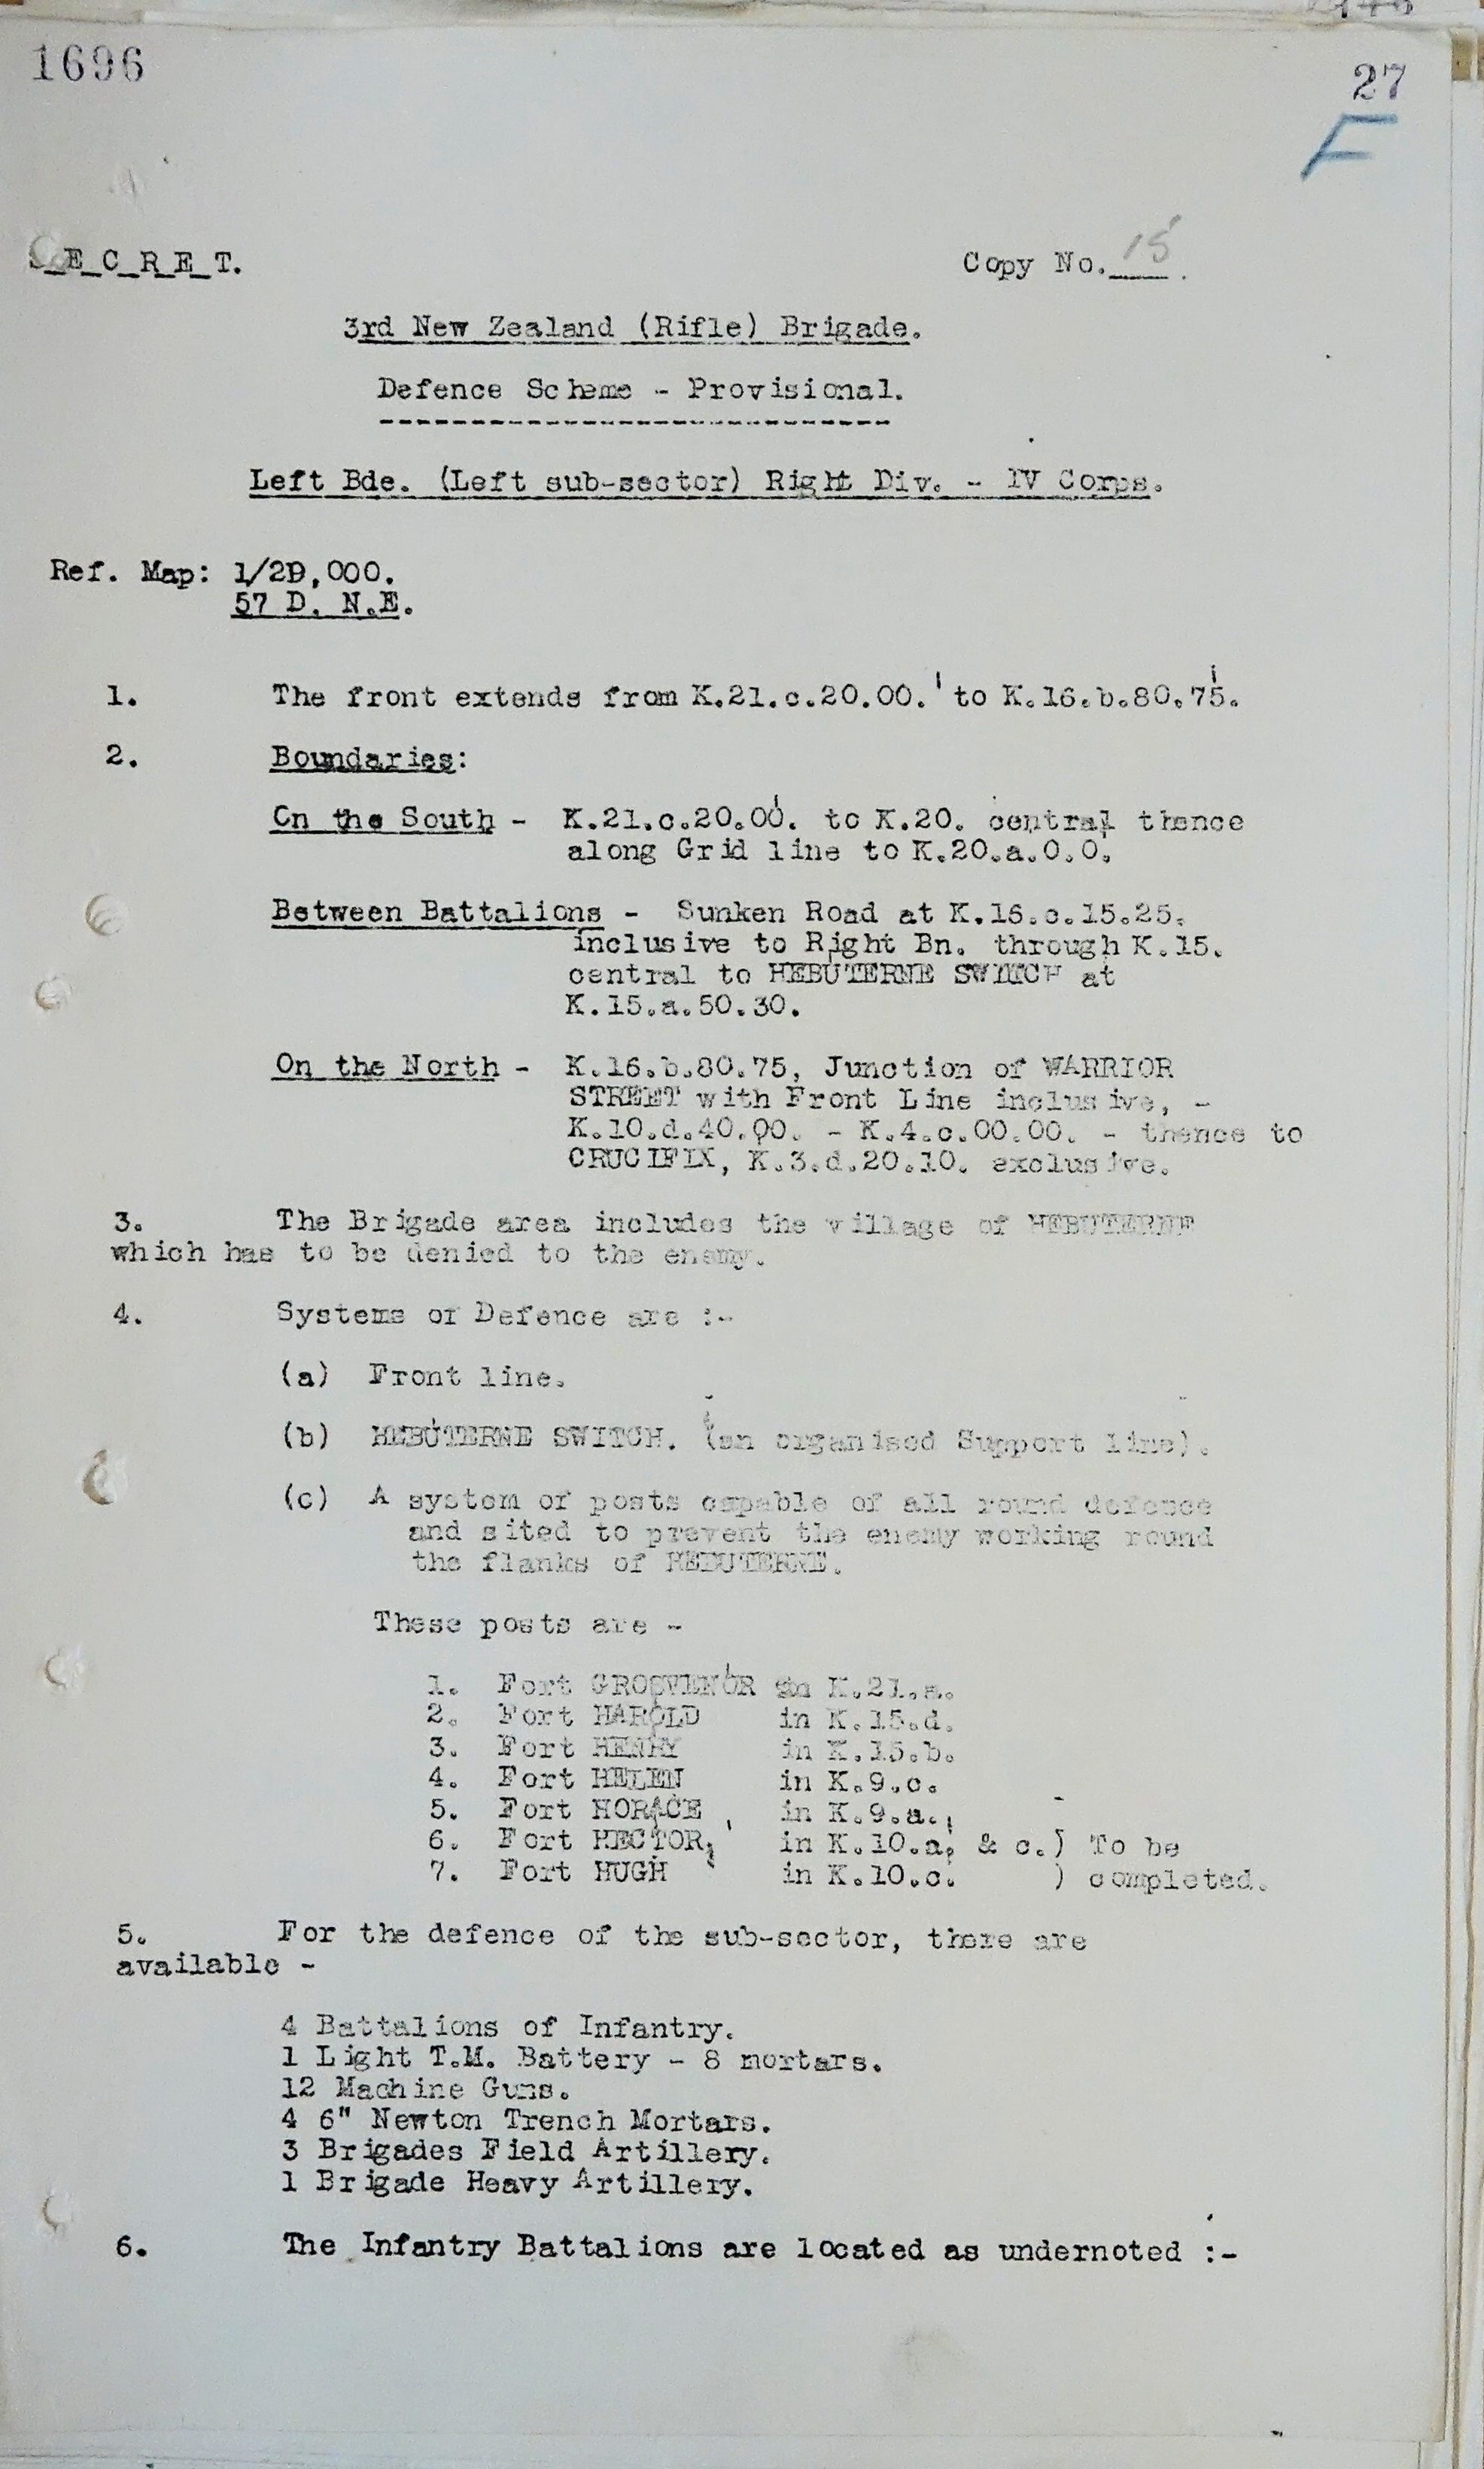 1696
27
F
S_E_C_R_E_T.
Copy No. 15.
3rd New Zealand (Rifle) Brigade.
Defence Scheme - Provisional.
Left Bde. (Left sub-sector) Right Div. - IV Corps.
Ref. Map: 1/20,000.
57 D. N.E.
1. The front extends from K.21.c.20.00. to K.16.b.80.75.
2. Boundaries:
On the South - K.21.c.20.00. to K.20. central thence
along Grid line to K.20.a.0.0.
Between Battalions - Sunken Road at K.16.c.15.25.
inclusive to Right Bn. through K.15.
central to HEBUTERNE SWITCH at
K.15.a.50.30.
On the North - K.16.b.80.75, Junction of WARRIOR
STREET with Front Line inclusive, -
K.10.d.40.00. - K.4.c.00.00. - thence to
CRUCIFIX, K.3.d.20.10. exclusive.
3. The Brigade area includes the village of HEBUTERNE
which has to be denied to the enemy.
4. Systems of Defence are :-
(a) Front line.
(b) HEBUTERNE SWITCH. (an organised Support line).
(c) A system of posts capable of all round defence
and sited to prevent the enemy working round
the flanks of HEBUTERNE.
These posts are -
1. Fort GROSVENOR in K.21.a.
2. Fort HAROLD in K.15.d.
3. Fort HENRY in K.15.b.
4. Fort HELEN in K.9.c.
5. Fort HORACE in K.9.a.
6. Fort HECTOR, in K.10.a, & c.) To be
7. Fort HUGH in K.10.c. ) completed.
5. For the defence of the sub-sector, there are
available -
4 Battalions of Infantry.
1 Light T.M. Battery - 8 mortars.
12 Machine Guns.
4 6" Newton Trench Mortars.
3 Brigades Field Artillery.
1 Brigade Heavy Artillery.
6. The Infantry Battalions are located as undernoted :-